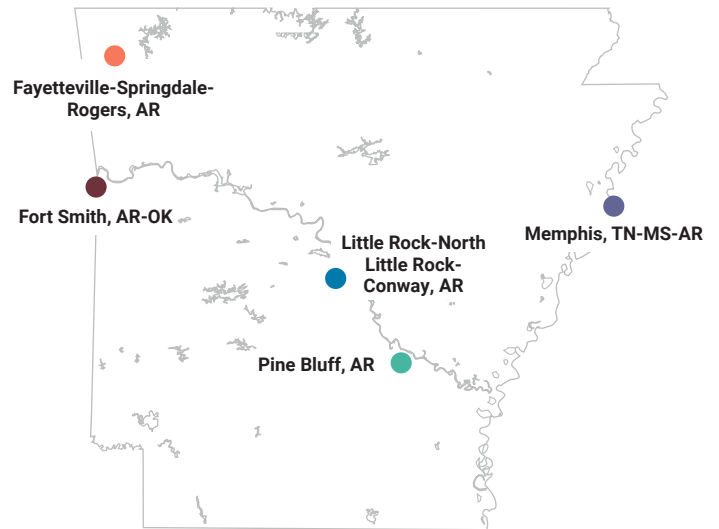 Fayetteville-Springdale-
Rogers, AR
Fort Smith, AR-OK
Memphis, TN-MS-AR
Little Rock-North
Little Rock-
Conway, AR
Pine Bluff, AR